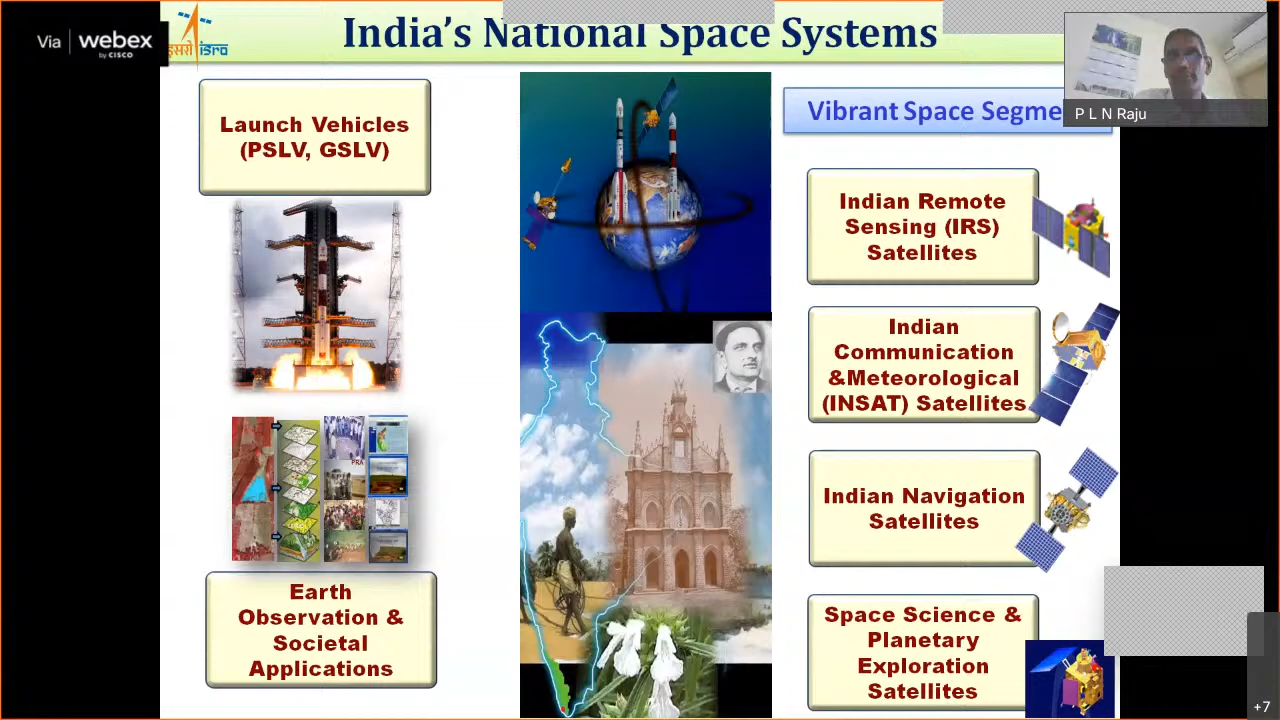 Via | webex
by CISCO
इसरो isro
India's National Space Systems
P L N Raju
Launch Vehicles
(PSLV, GSLV)
Vibrant Space Segme
Indian Remote
Sensing (IRS)
Satellites
Indian
Communication
&Meteorological
(INSAT) Satellites
PRA
Indian Navigation
Satellites
Earth
Observation &
Societal
Applications
Space Science &
Planetary
Exploration
Satellites
+7